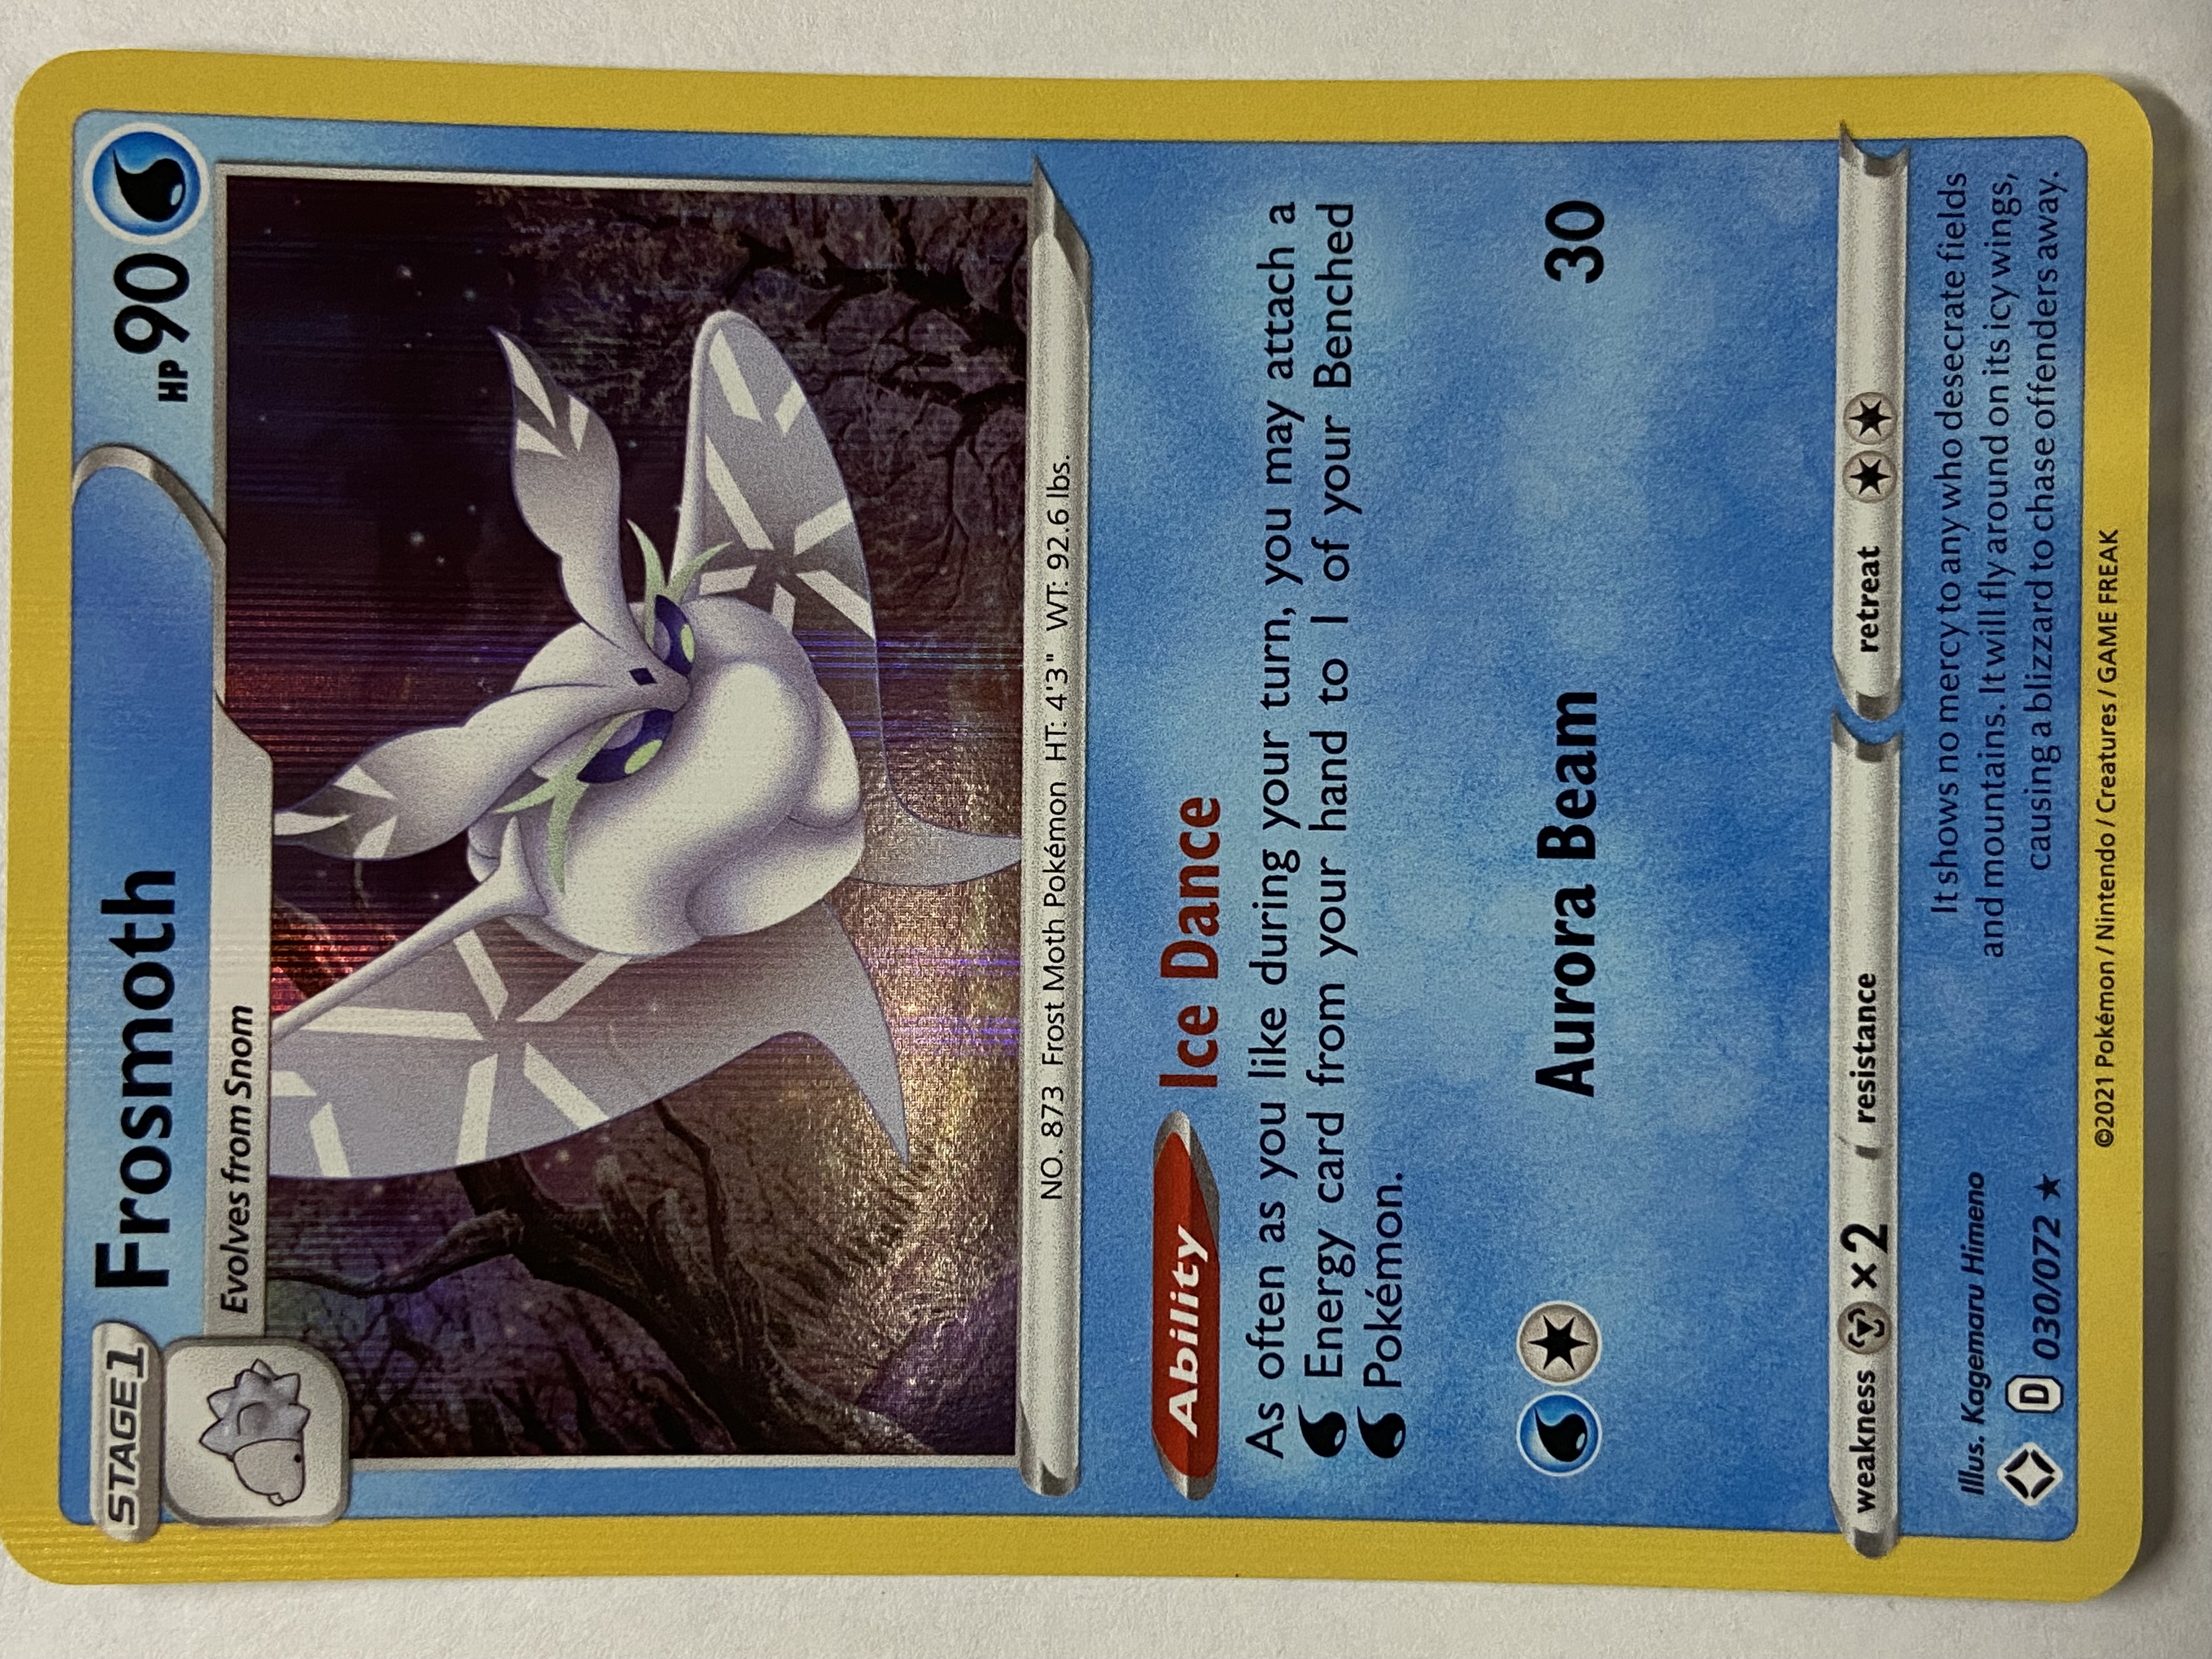 STAGE1 Frosmoth HP 90
Evolves from Snom
NO. 873 Frost Moth Pokémon HT: 4'3" WT: 92.6 lbs.
Ability Ice Dance
As often as you like during your turn, you may attach a
Energy card from your hand to 1 of your Benched
Pokémon.
Aurora Beam 30
weakness ×2 resistance retreat
Illus. Kagemaru Himeno
D 030/072 ★
It shows no mercy to any who desecrate fields
and mountains. It will fly around on its icy wings,
causing a blizzard to chase offenders away.
©2021 Pokémon / Nintendo / Creatures / GAME FREAK